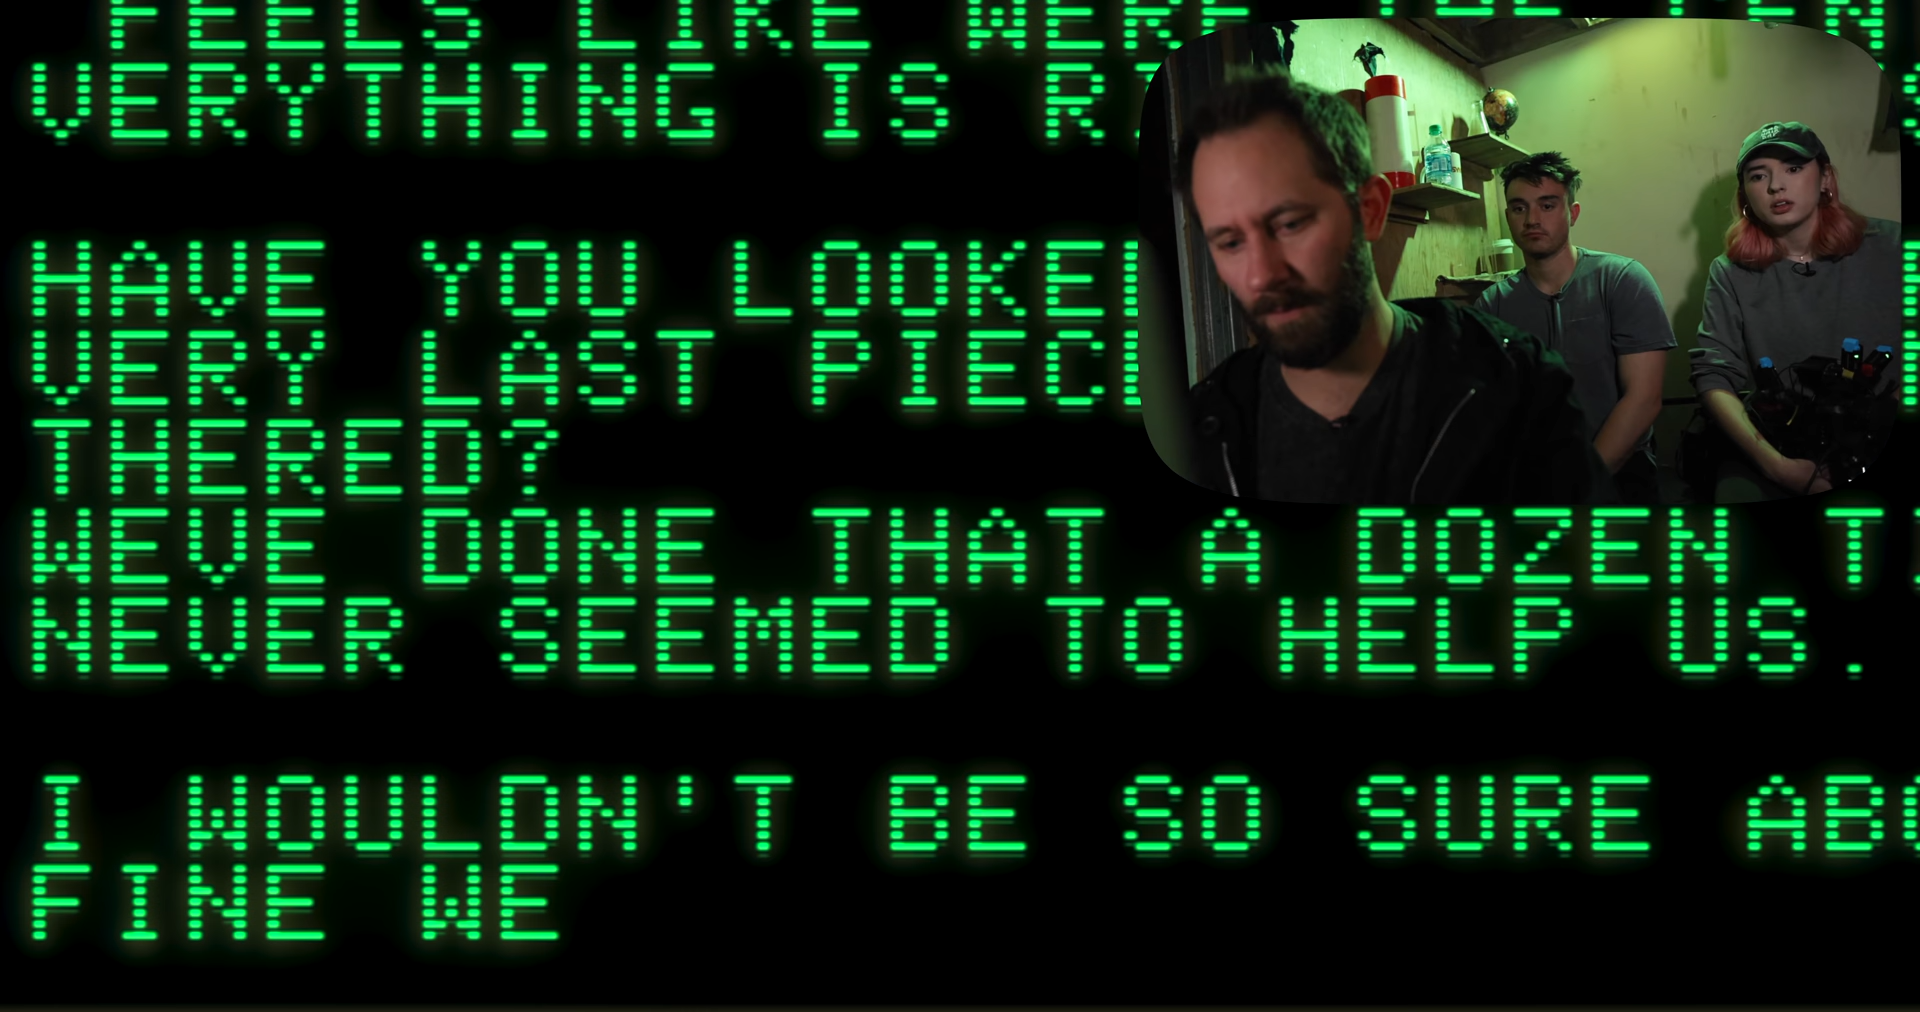 FEELS LIKE WERE THE
VERYTHING IS
HAVE YOU LOOKED
VERY LAST PIECE
THERED?
WEVE DONE THAT A DOZEN
NEVER SEEMED TO HELP US.
I WOULDN'T BE SO SURE
FINE WE